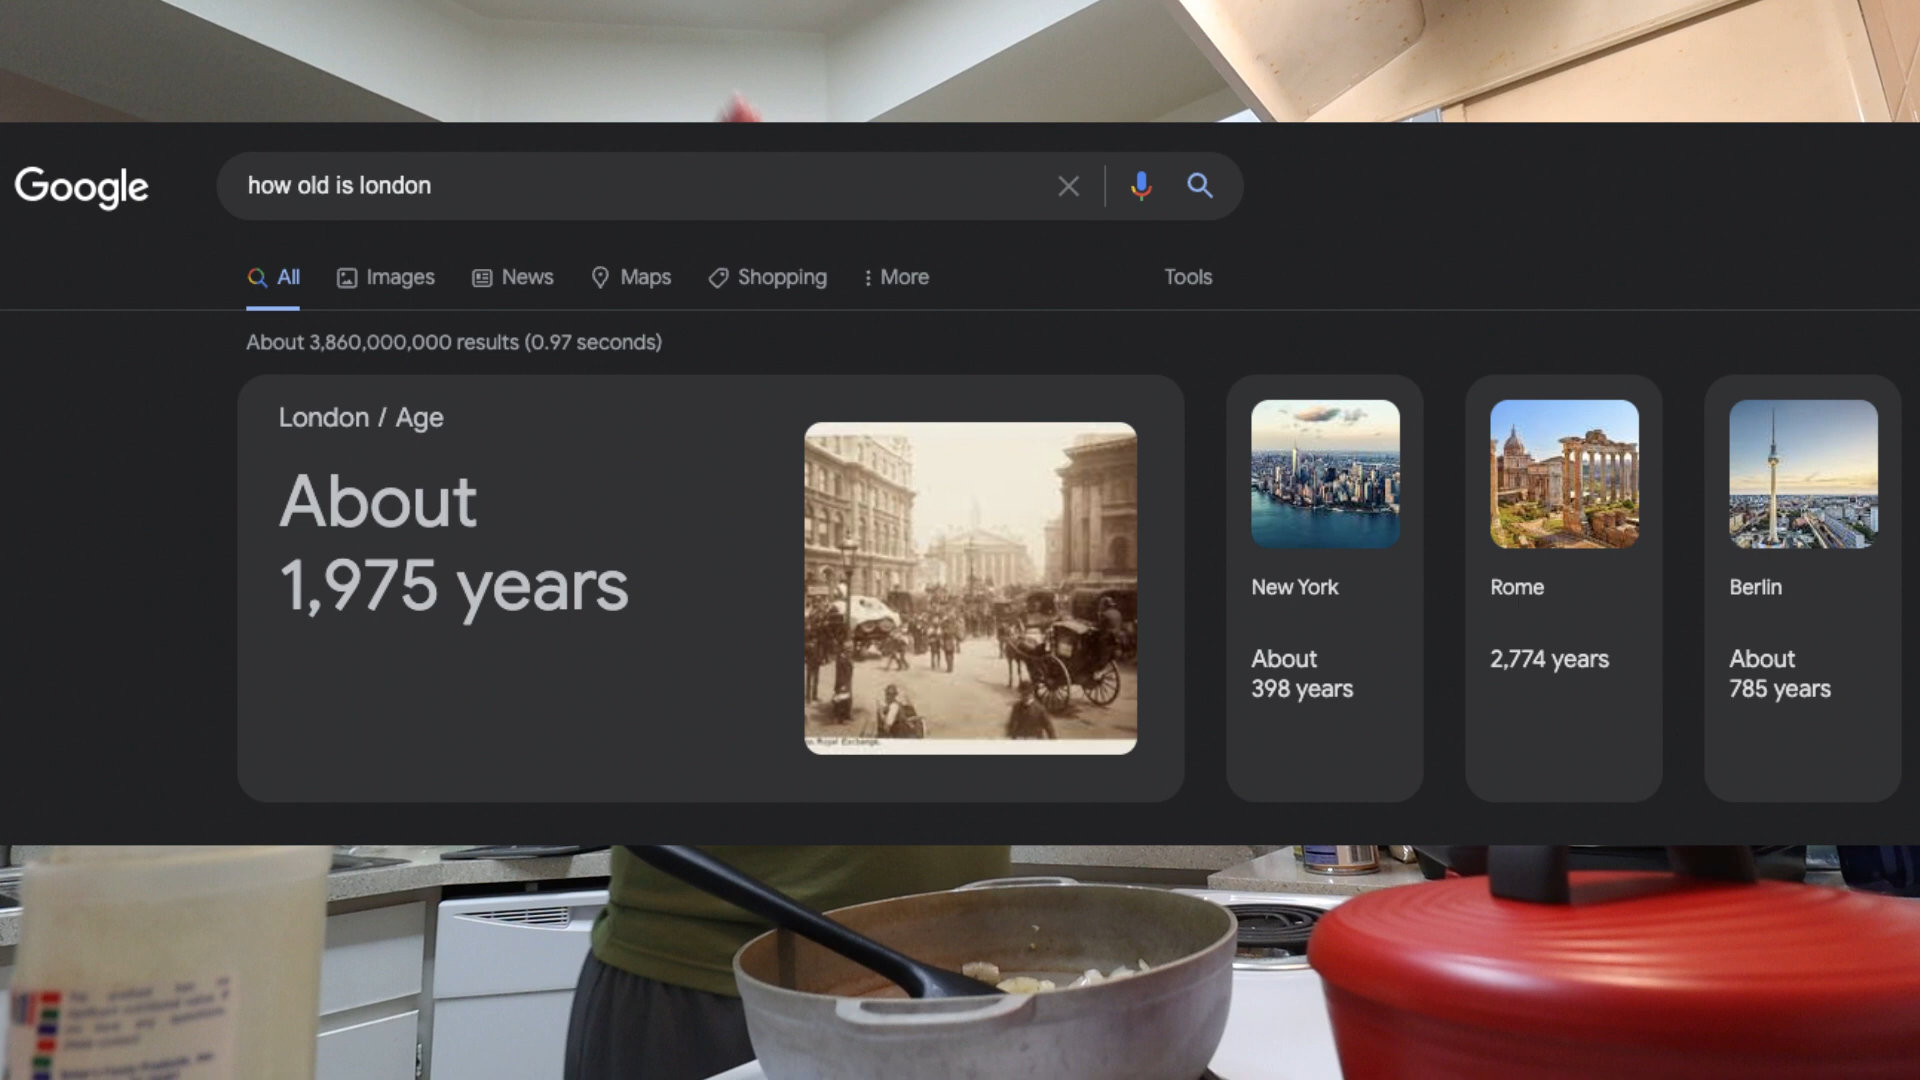 Google
how old is london
All
Images
News
Maps
Shopping
More
Tools
About 3,860,000,000 results (0.97 seconds)
London / Age
About
1,975 years
Royal Exchange.
New York
About
398 years
Rome
2,774 years
Berlin
About
785 years